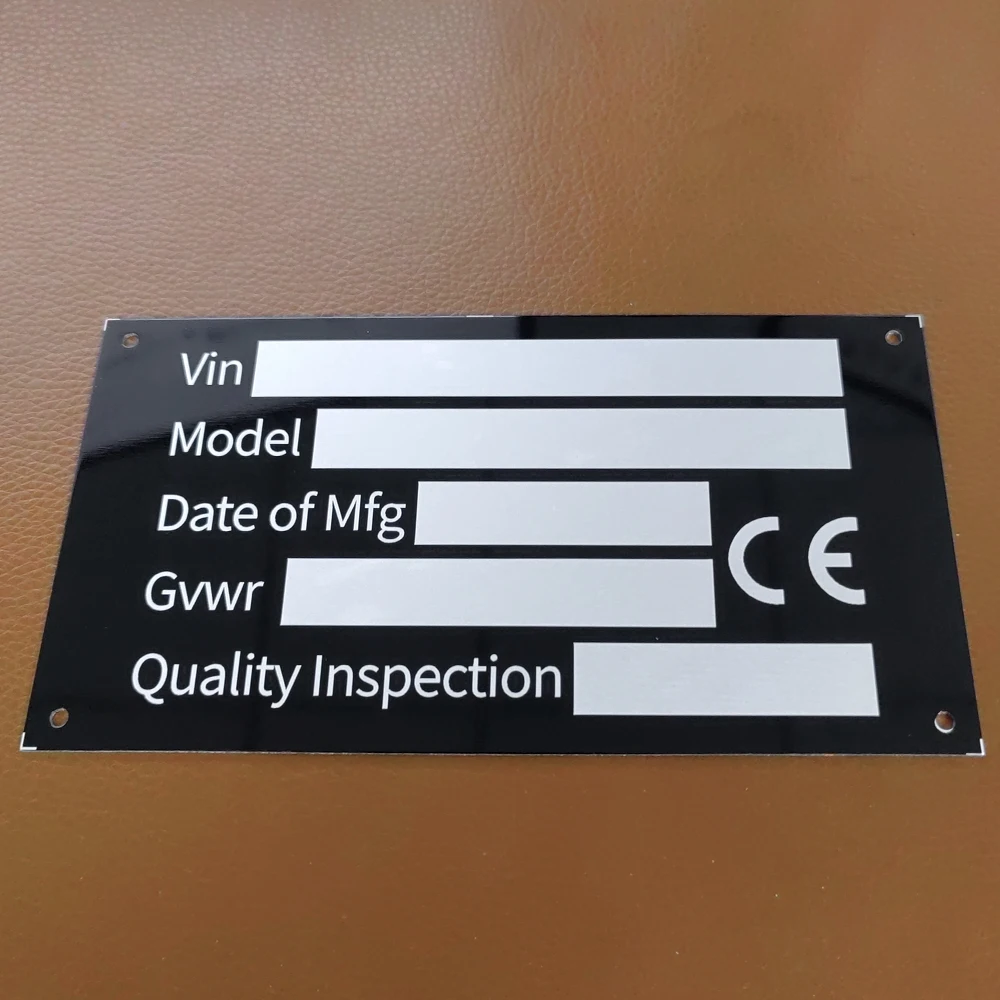 Vin
Model
Date of Mfg
Gvwr
CE
Quality Inspection